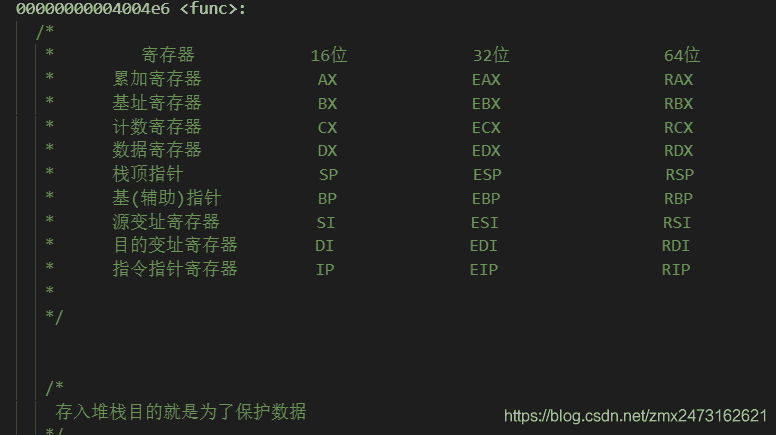 00000000004004e6 <func>:
/*
* 寄存器 16位 32位 64位
* 累加寄存器 AX EAX RAX
* 基址寄存器 BX EBX RBX
* 计数寄存器 CX ECX RCX
* 数据寄存器 DX EDX RDX
* 栈顶指针 SP ESP RSP
* 基(辅助)指针 BP EBP RBP
* 源变址寄存器 SI ESI RSI
* 目的变址寄存器 DI EDI RDI
* 指令指针寄存器 IP EIP RIP
*
*/
/*
存入堆栈目的就是为了保护数据
https://blog.csdn.net/zmx2473162621
*/